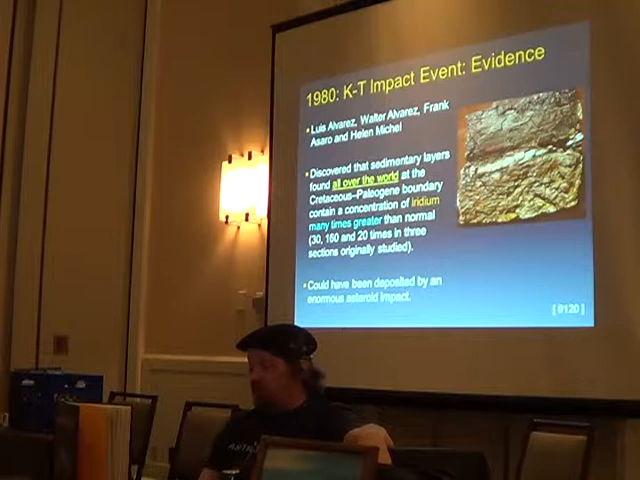 1980: K-T Impact Event: Evidence
Luis Alvarez, Walter Alvarez, Frank
Asaro and Helen Michel
Discovered that sedimentary layers
found all over the world at the
Cretaceous–Paleogene boundary
contain a concentration of iridium
many times greater than normal
(30, 160 and 20 times in three
sections originally studied).
Could have been deposited by an
enormous asteroid impact.